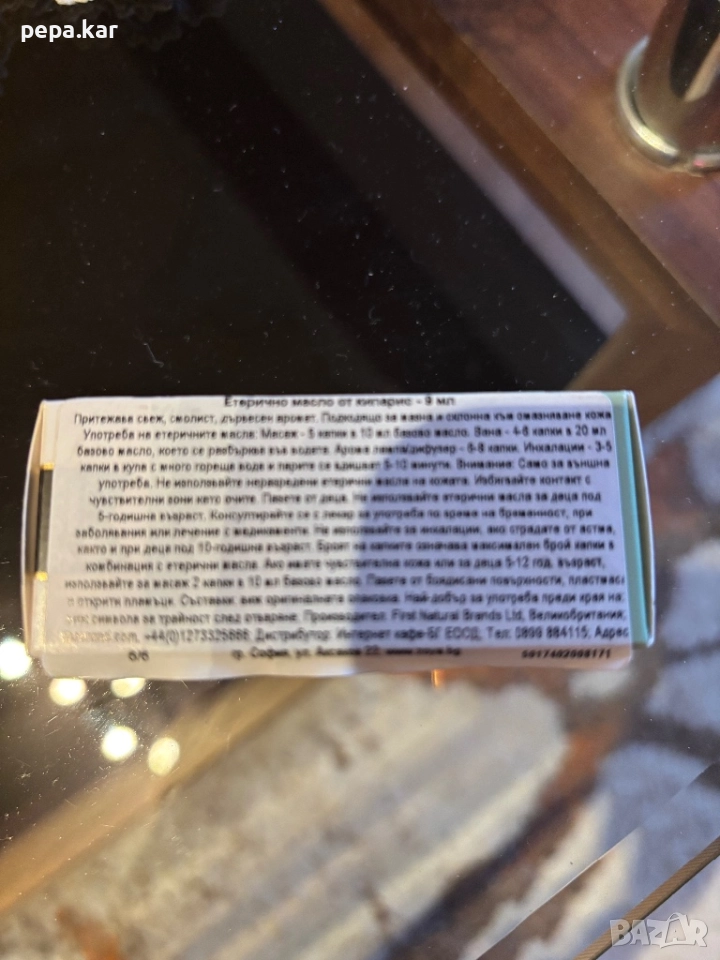 pepa.kar
Етерично масло от кипарис - 9 мл
Притежава свеж, смолист, дървесен аромат. Подходящо за мазна и склонна към омазняване кожа
Употреба на етеричните масла: Масаж - 5 капки в 10 мл базово масло. Вана - 4-6 капки в 20 мл
базово масло, което се разбърква във водата. Арома лампа/дифузер - 6-8 капки. Инхалации - 3-5
капки в купа с много гореща вода и парите се вдишват 5-10 минути. Внимание: Само за външна
употреба. Не използвайте неразредени етерични масла на кожата. Избягвайте контакт с
чувствителни зони като очите. Пазете от деца. Не използвайте етерични масла за деца под
5-годишна възраст. Консултирайте се с лекар за употреба по време на бременност, при
заболявания или лечение с медикаменти. Не използвайте за инхалации, ако страдате от астма,
както и при деца под 10-годишна възраст. Броят на капките означава максимален брой капки в
комбинация с етерични масла. Ако имате чувствителна кожа или за деца 5-12 год. възраст,
използвайте за масаж 2 капки в 10 мл базово масло. Пазете от боядисани повърхности, пластмаса
и открити пламъци. Съставки: виж оригиналната опаковка. Най-добър за употреба преди края на:
виж символа за трайност след отваряне. Производител: First Natural Brands Ltd, Великобритания;
+44(0)1273325666. Дистрибутор: Интернет кафе-БГ ЕООД, Тел: 0899 884115; Адрес
6/6 гр. София, ул. Аксаков 22; 5017402008171
BAZAR